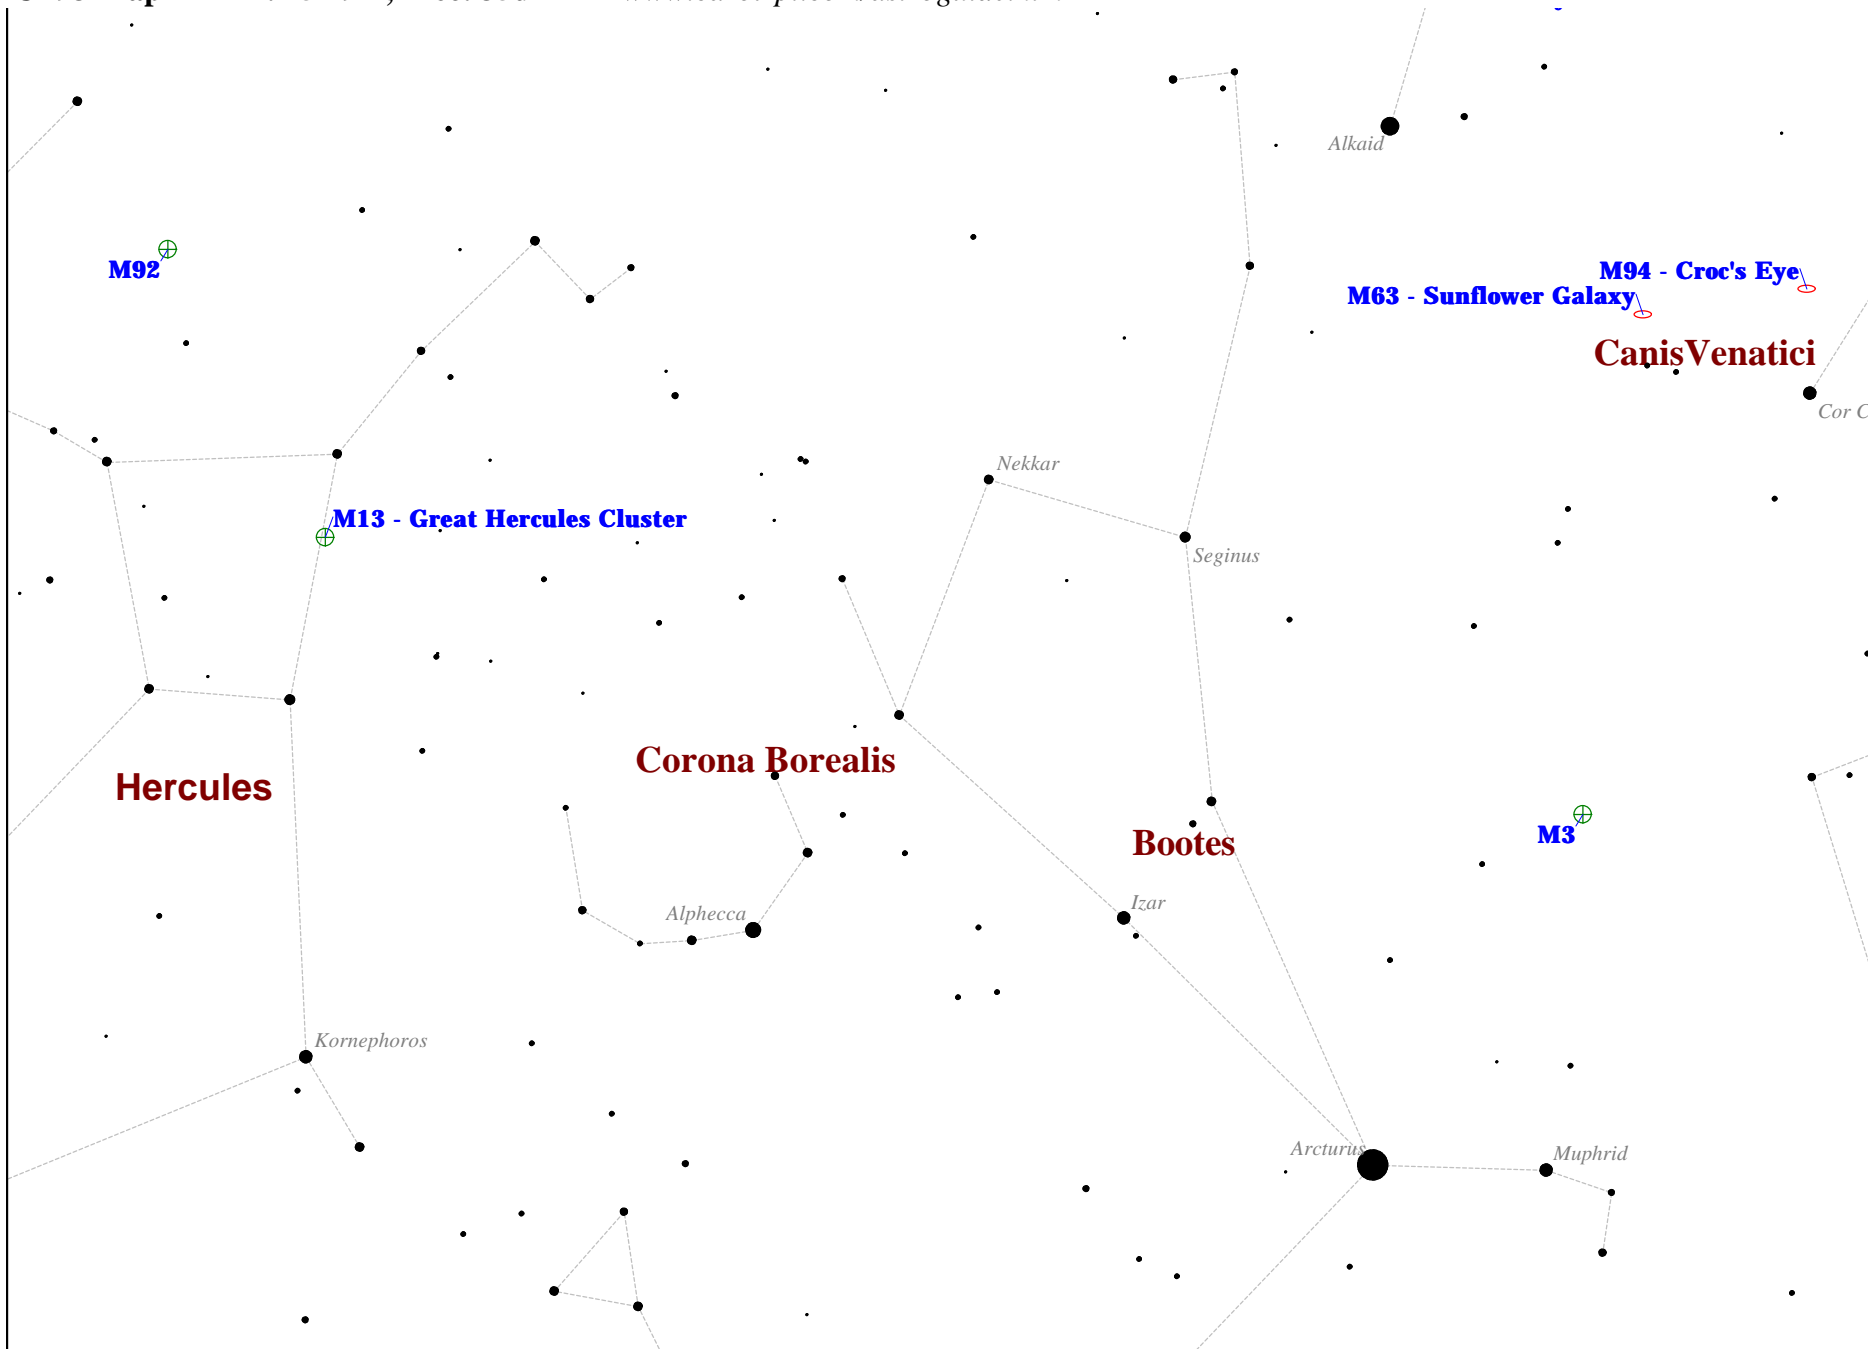 Alkaid
M92
M94 - Croc's Eye
M63 - Sunflower Galaxy
CanisVenatici
Cor C
Nekkar
M13 - Great Hercules Cluster
Seginus
Corona Borealis
Hercules
Bootes
M3
Izar
Alphecca
Kornephoros
Arcturus
Muphrid